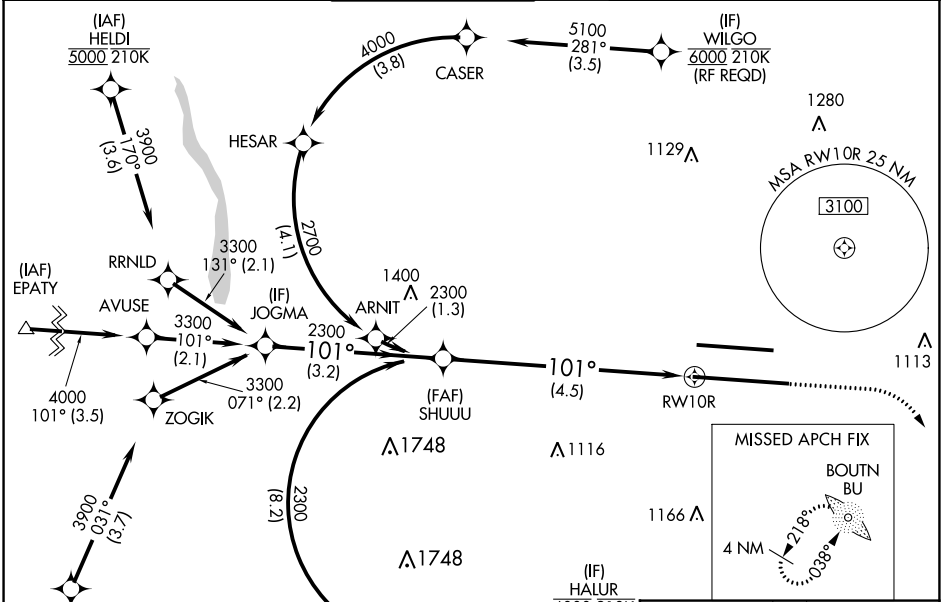 (IAF)
HELDI
5000 210K
4000
(3.8)
CASER
5100
281°
(3.5)
(IF)
WILGO
6000 210K
(RF REQD)
1280
1129
HESAR
3900
170°
(3.6)
MSA RW10R 25 NM
3100
2700
(4.1)
RRNLD
3300
131° (2.1)
(IAF)
EPATY
AVUSE
(IF)
JOGMA
1400
ARNIT
2300
(1.3)
3300
101°
(2.1)
2300
101°
(3.2)
101°
(4.5)
1113
4000
101° (3.5)
3300
071° (2.2)
ZOGIK
(FAF)
SHUUU
RW10R
1748
1116
MISSED APCH FIX
BOUTN
BU
218°
038°
4 NM
3900
031°
(3.7)
2300
(8.2)
1166
1748
(IF)
HALUR